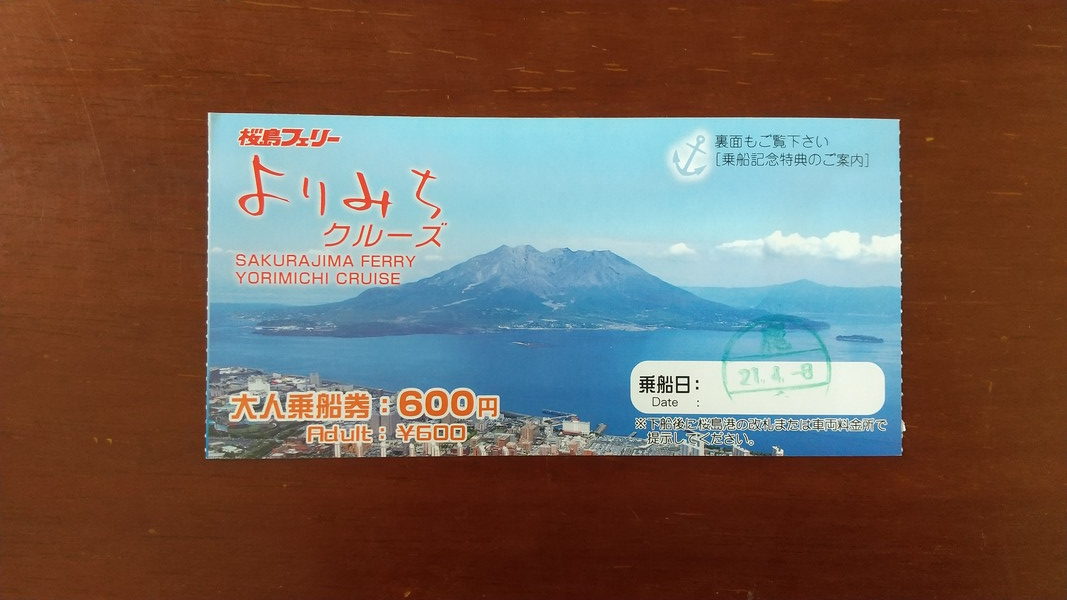 桜島フェリー
よりみち
クルーズ
SAKURAJIMA FERRY
YORIMICHI CRUISE
裏面もご覧下さい
[乗船記念特典のご案内]
大人乗船券：600円
Adult：¥600
乗船日：
Date :
21.4.-8
※下船後に桜島港の改札または車両料金所で
提示してください。